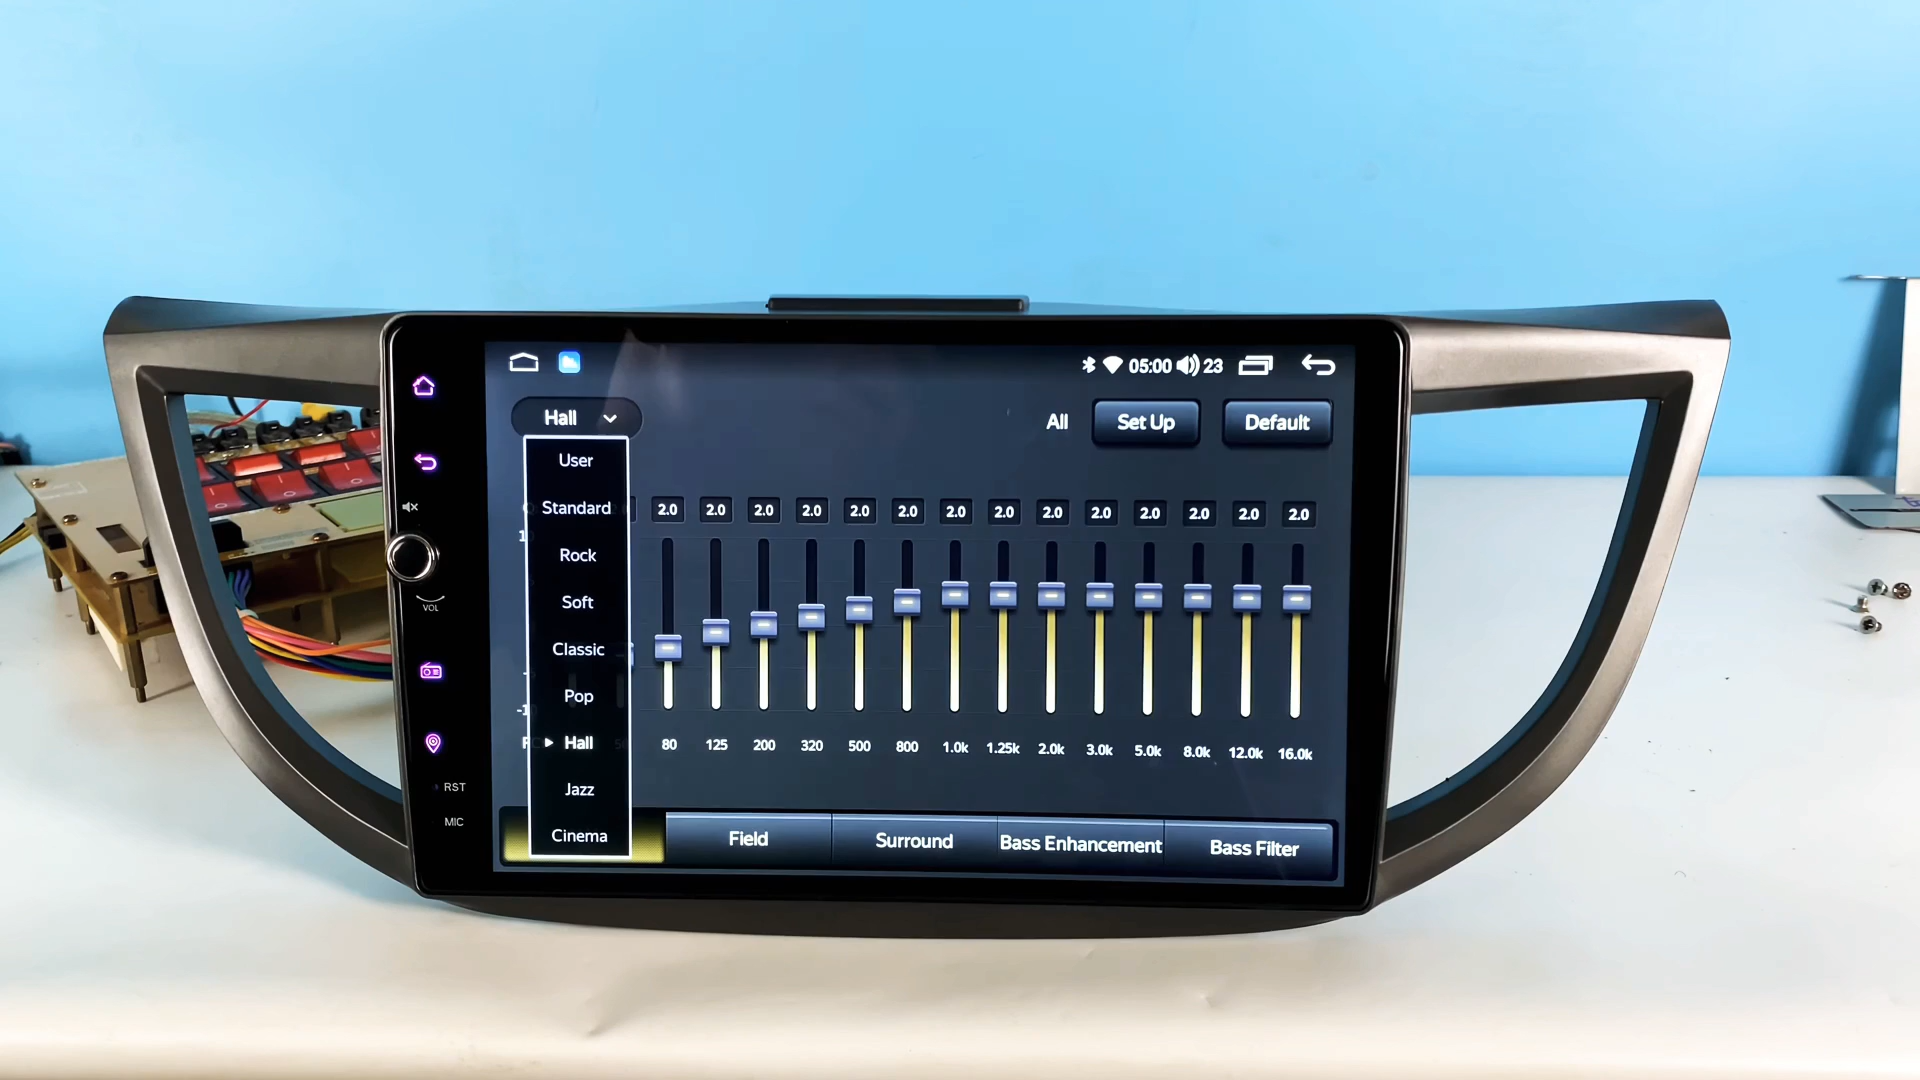 05:00 23
Hall
All Set Up Default
User
Standard
Rock
Soft
Classic
Pop
Hall
Jazz
Cinema
2.0 2.0 2.0 2.0 2.0 2.0 2.0 2.0 2.0 2.0 2.0 2.0 2.0 2.0
80 125 200 320 500 800 1.0k 1.25k 2.0k 3.0k 5.0k 8.0k 12.0k 16.0k
Field Surround Bass Enhancement Bass Filter
VOL
RST
MIC